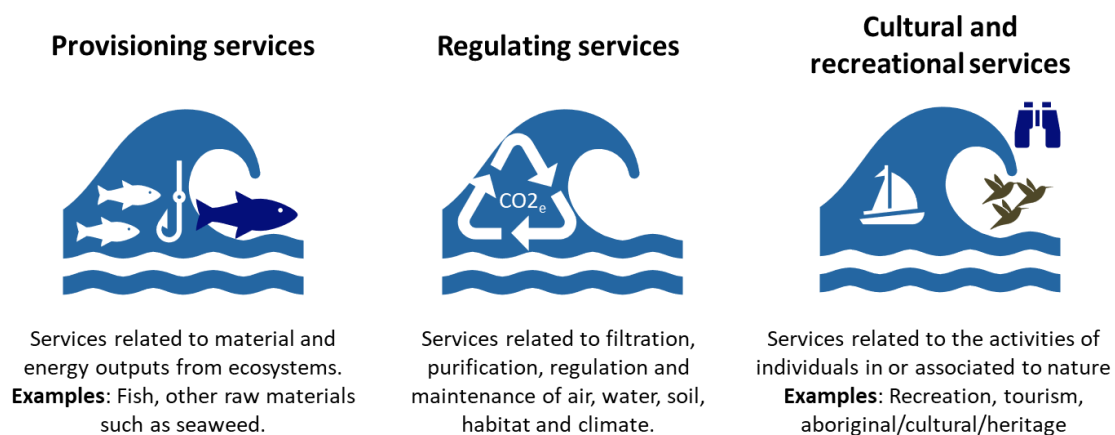 Provisioning services
Services related to material and
energy outputs from ecosystems.
Examples: Fish, other raw materials
such as seaweed.
Regulating services
CO2e
Services related to filtration,
purification, regulation and
maintenance of air, water, soil,
habitat and climate.
Cultural and
recreational services
Services related to the activities of
individuals in or associated to nature
Examples: Recreation, tourism,
aboriginal/cultural/heritage